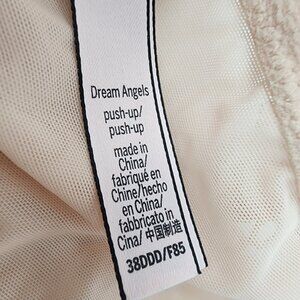 Dream Angels
push-up/
push-up
made in
China/
fabriqué en
Chine/hecho
en China/
fabbricato in
Cina/ 中国制造
38DDD/F85